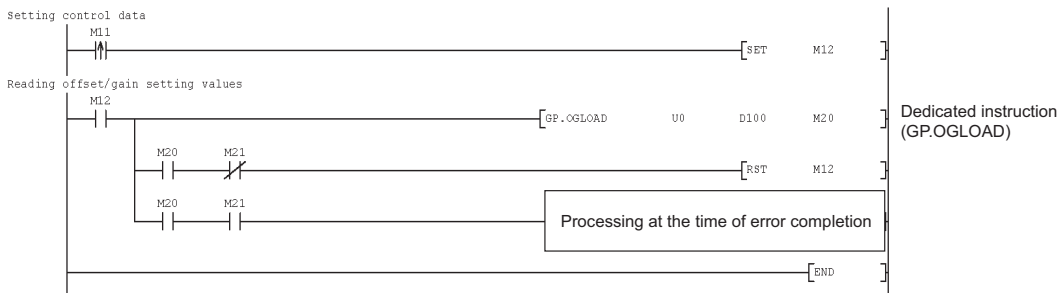 Setting control data
M11
SET M12
Reading offset/gain setting values
M12
GP.OGLOAD U0 D100 M20
Dedicated instruction
(GP.OGLOAD)
M20 M21
RST M12
M20 M21
Processing at the time of error completion
END